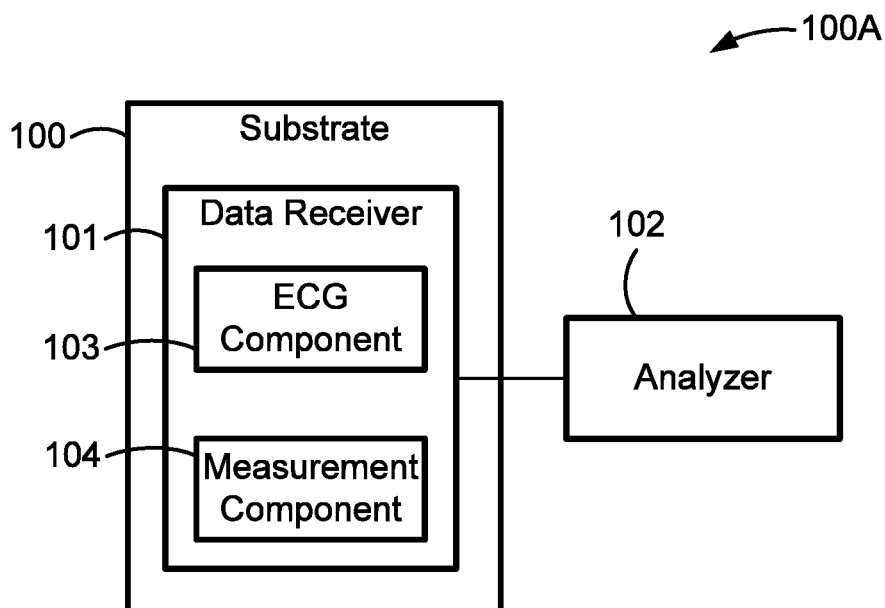 100A
100
Substrate
101
Data Receiver
102
ECG
Component
103
Analyzer
104
Measurement
Component